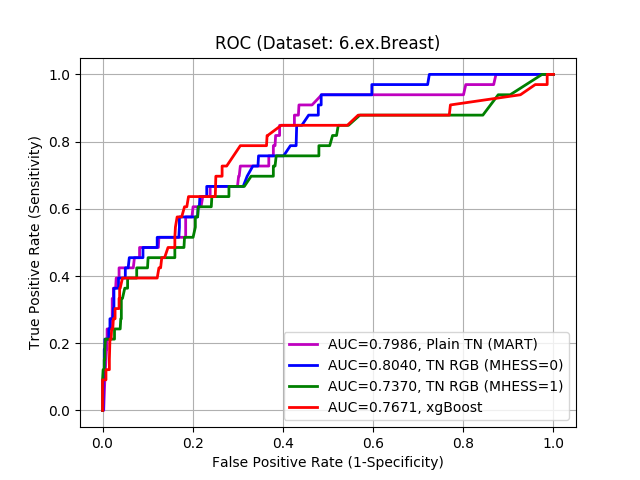 ROC (Dataset: 6.ex.Breast)
True Positive Rate (Sensitivity)
1.0
0.8
0.6
0.4
0.2
0.0
AUC=0.7986, Plain TN (MART)
AUC=0.8040, TN RGB (MHESS=0)
AUC=0.7370, TN RGB (MHESS=1)
AUC=0.7671, xgBoost
0.0 0.2 0.4 0.6 0.8 1.0
False Positive Rate (1-Specificity)